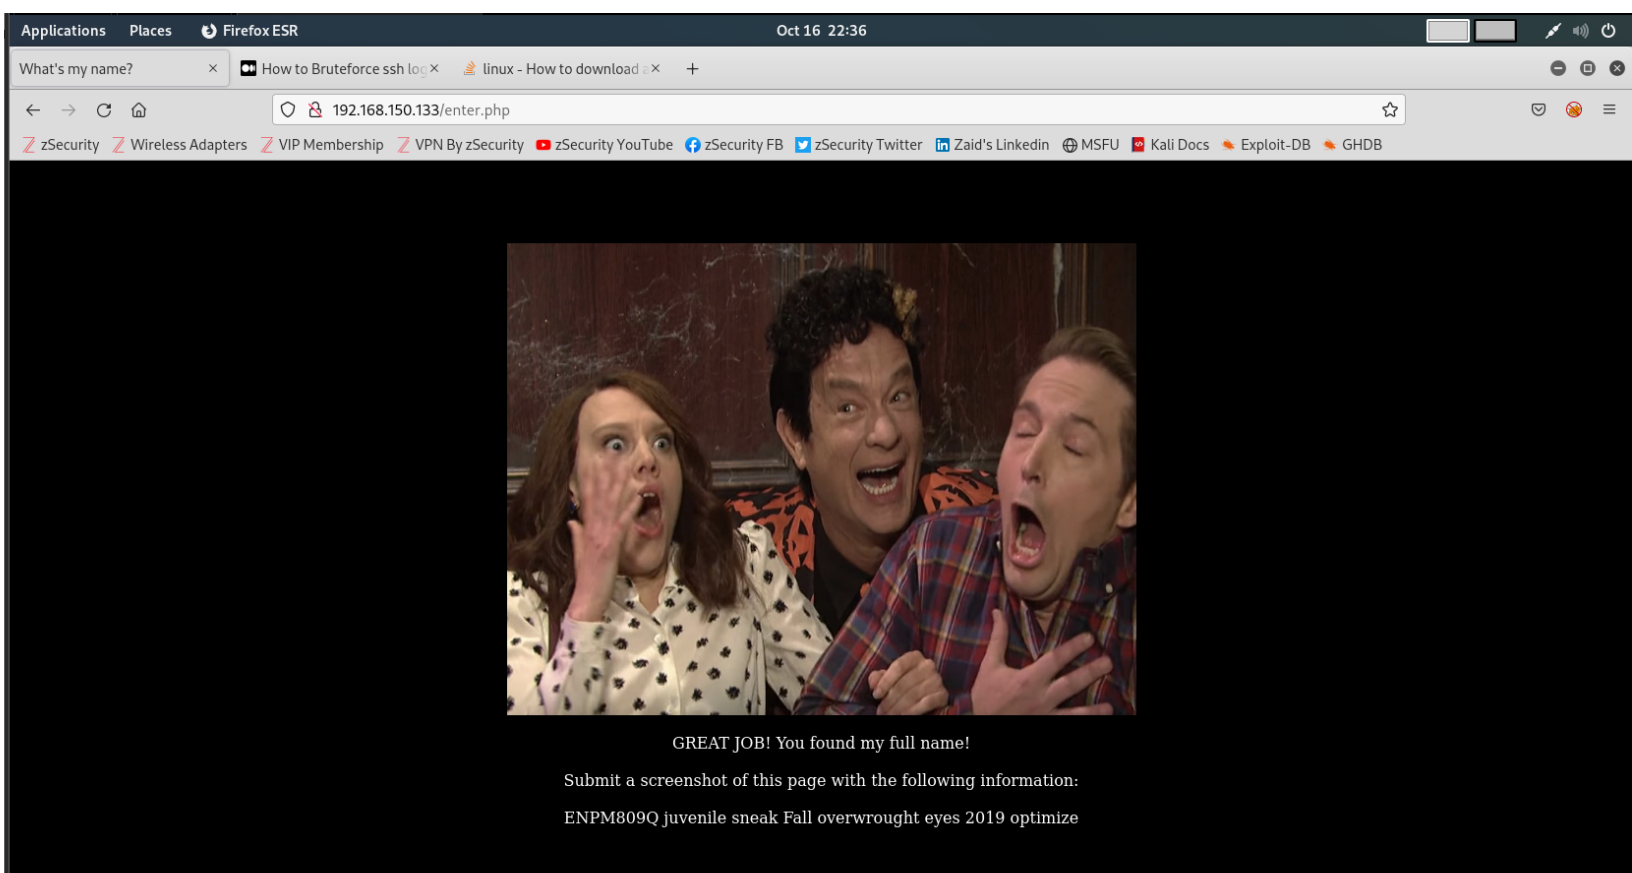 Applications Places Firefox ESR Oct 16 22:36
What's my name? How to Bruteforce ssh log linux - How to download a
192.168.150.133/enter.php
zSecurity Wireless Adapters VIP Membership VPN By zSecurity zSecurity YouTube zSecurity FB zSecurity Twitter Zaid's Linkedin MSFU Kali Docs Exploit-DB GHDB
GREAT JOB! You found my full name!
Submit a screenshot of this page with the following information:
ENPM809Q juvenile sneak Fall overwrought eyes 2019 optimize